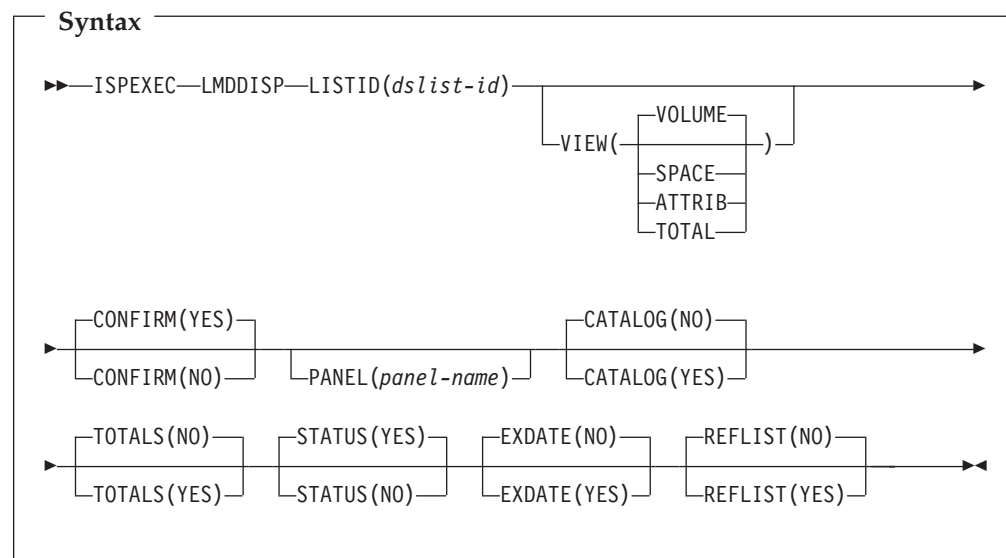 Syntax
ISPEXEC LMDDISP LISTID(dslist-id)
VOLUME
VIEW( )
SPACE
ATTRIB
TOTAL
CONFIRM(YES) CATALOG(NO)
CONFIRM(NO) PANEL(panel-name) CATALOG(YES)
TOTALS(NO) STATUS(YES) EXDATE(NO) REFLIST(NO)
TOTALS(YES) STATUS(NO) EXDATE(YES) REFLIST(YES)